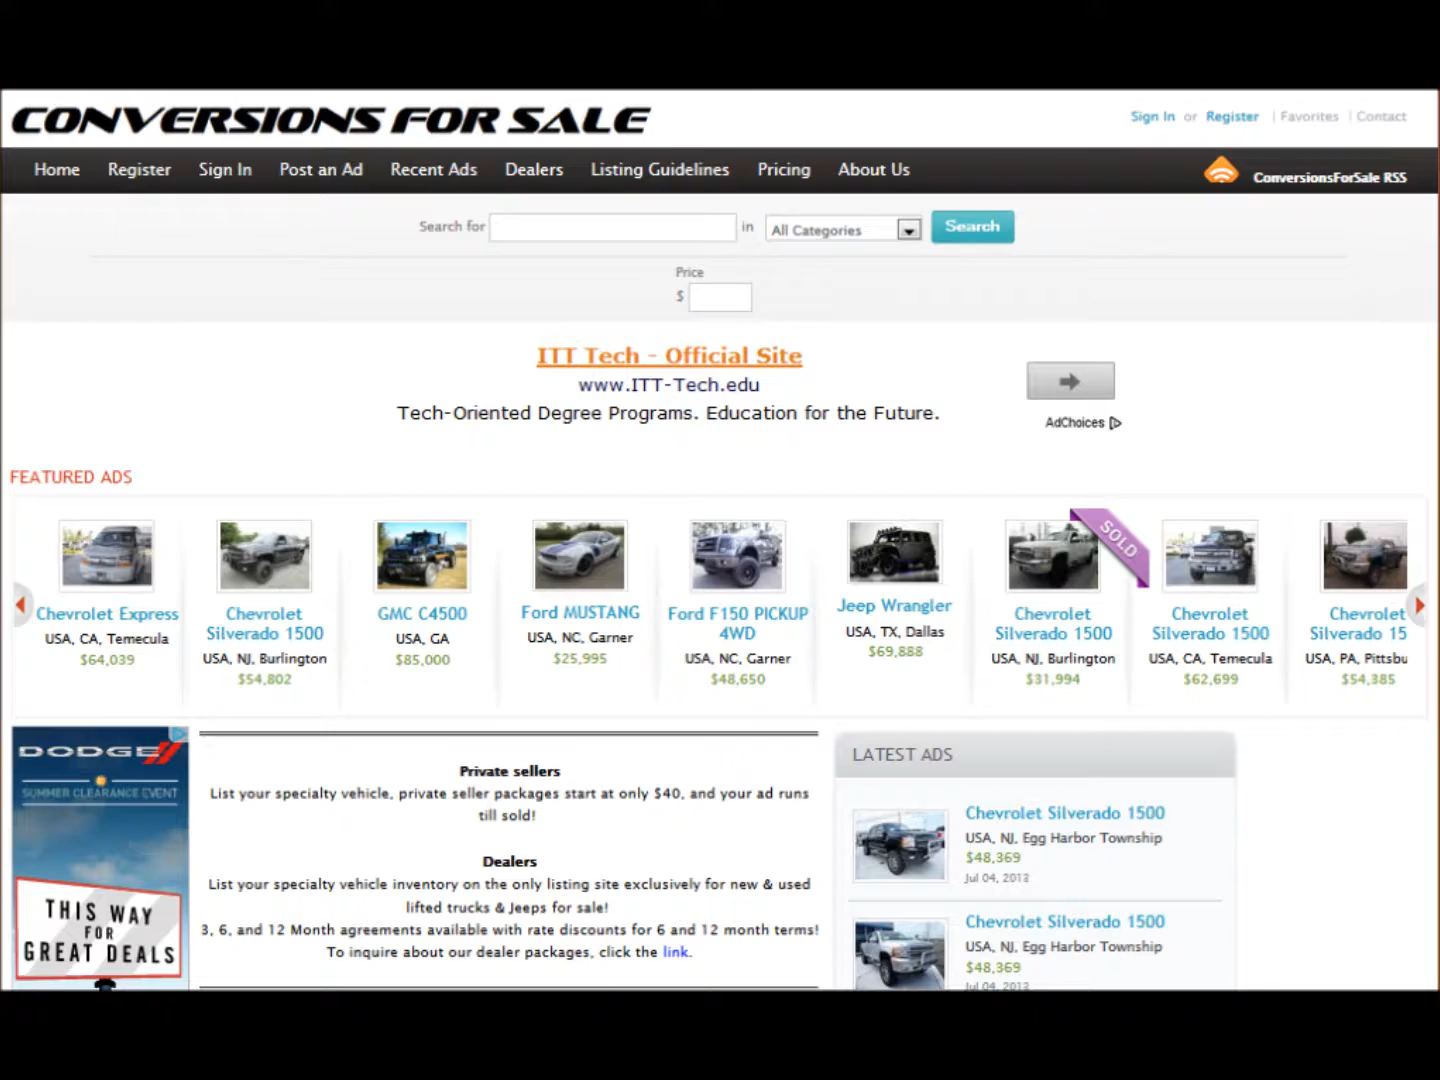 CONVERSIONS FOR SALE
Sign In or Register | Favorites | Contact
Home Register Sign In Post an Ad Recent Ads Dealers Listing Guidelines Pricing About Us
ConversionsForSale RSS
Search for in All Categories Search
Price
$
ITT Tech - Official Site
www.ITT-Tech.edu
Tech-Oriented Degree Programs. Education for the Future.
AdChoices
FEATURED ADS
Chevrolet Express
USA, CA, Temecula
$64,039
Chevrolet
Silverado 1500
USA, NJ, Burlington
$54,802
GMC C4500
USA, GA
$85,000
Ford MUSTANG
USA, NC, Garner
$25,995
Ford F150 PICKUP
4WD
USA, NC, Garner
$48,650
Jeep Wrangler
USA, TX, Dallas
$69,888
SOLD
Chevrolet
Silverado 1500
USA, NJ, Burlington
$31,994
Chevrolet
Silverado 1500
USA, CA, Temecula
$62,699
Chevrolet
Silverado 15
USA, PA, Pittsbu
$54,385
DODGE
SUMMER CLEARANCE EVENT
THIS WAY
FOR
GREAT DEALS
Private sellers
List your specialty vehicle, private seller packages start at only $40, and your ad runs
till sold!
Dealers
List your specialty vehicle inventory on the only listing site exclusively for new & used
lifted trucks & Jeeps for sale!
3, 6, and 12 Month agreements available with rate discounts for 6 and 12 month terms!
To inquire about our dealer packages, click the link.
LATEST ADS
Chevrolet Silverado 1500
USA, NJ, Egg Harbor Township
$48,369
Jul 04, 2013
Chevrolet Silverado 1500
USA, NJ, Egg Harbor Township
$48,369
Jul 04, 2013